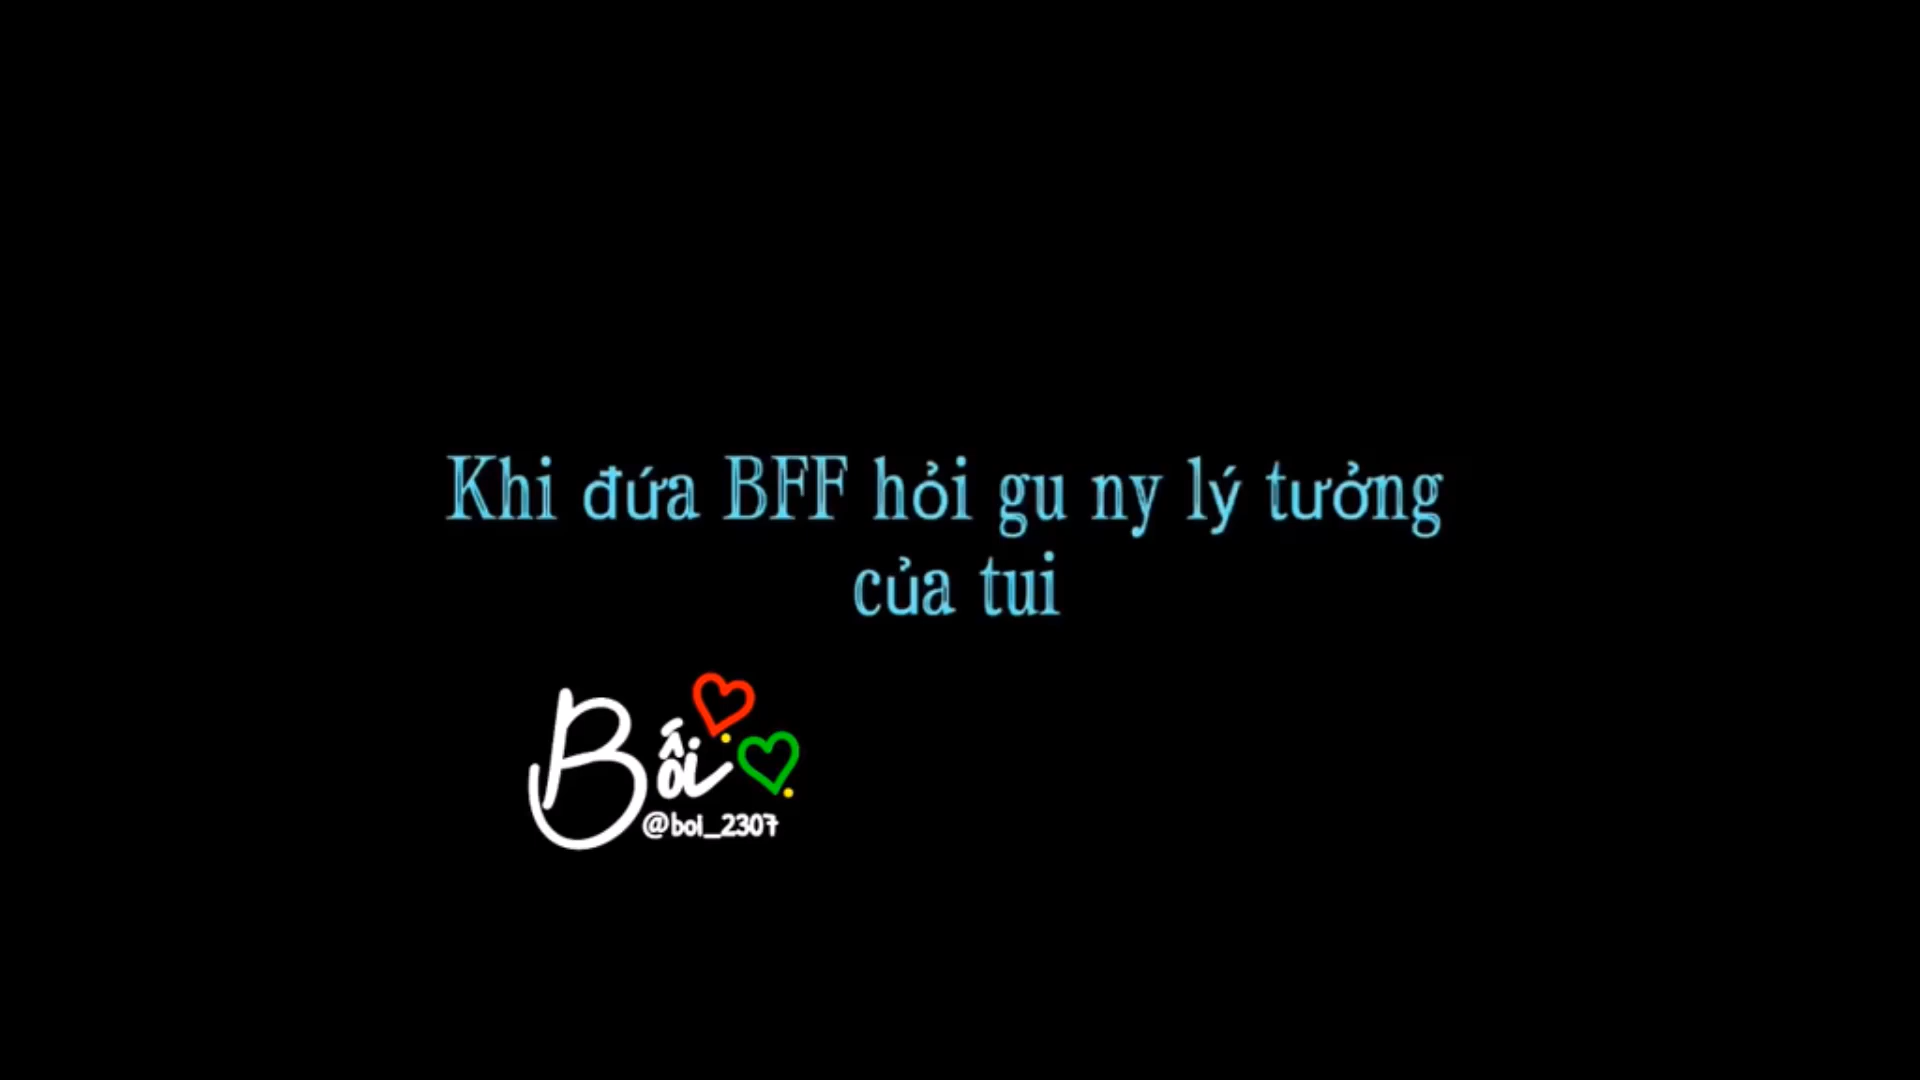 Khi đứa BFF hỏi gu ny lý tưởng
của tui
Bối
@boi_2307